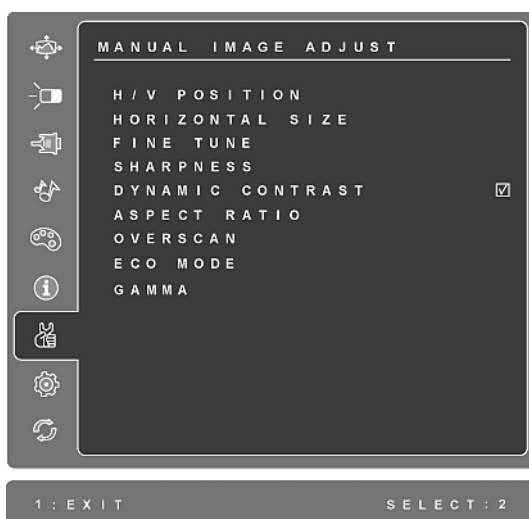 MANUAL IMAGE ADJUST
H/V POSITION
HORIZONTAL SIZE
FINE TUNE
SHARPNESS
DYNAMIC CONTRAST
ASPECT RATIO
OVERSCAN
ECO MODE
GAMMA
1:EXIT SELECT:2